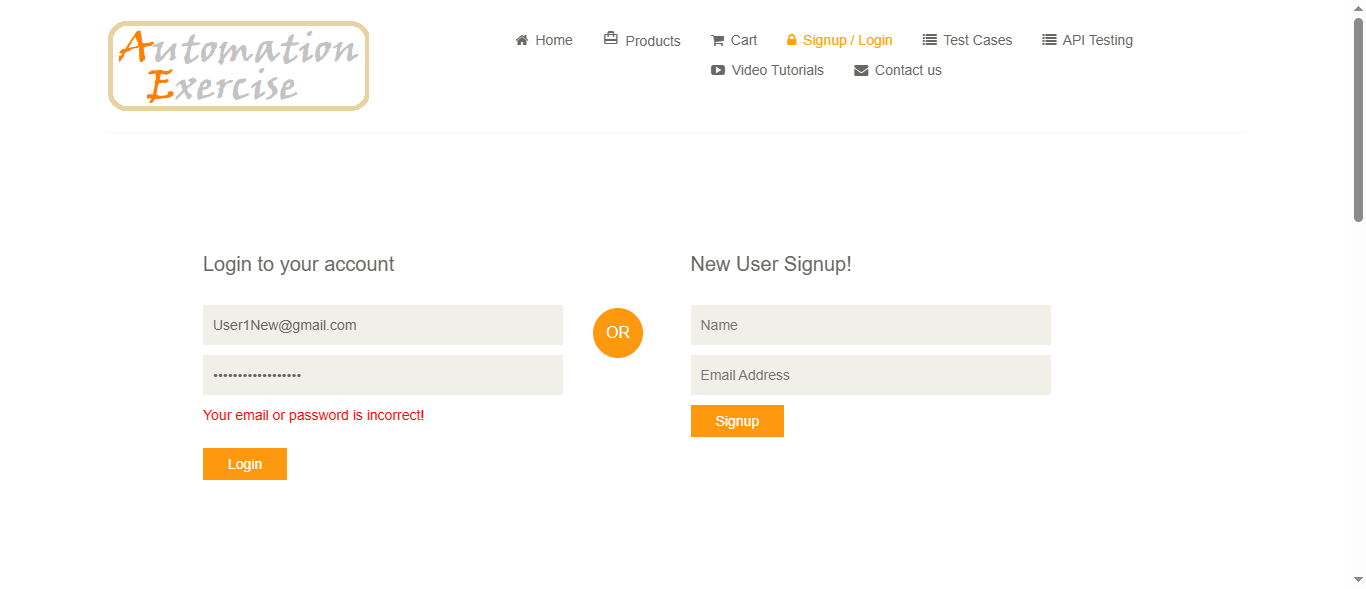 Automation
Exercise
Home Products Cart Signup / Login Test Cases API Testing
Video Tutorials Contact us
Login to your account
User1New@gmail.com
••••••••••••••••••
Your email or password is incorrect!
Login
OR
New User Signup!
Name
Email Address
Signup